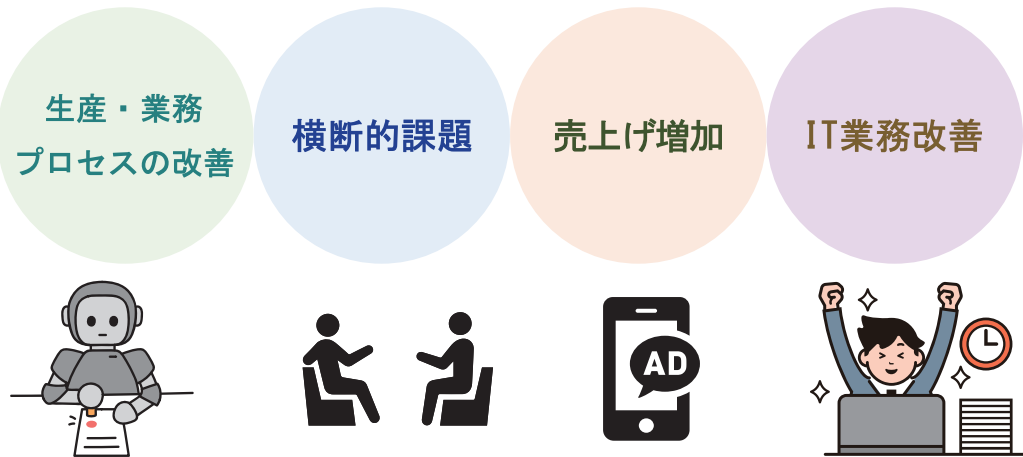 生産・業務
プロセスの改善
横断的課題
売上げ増加
IT業務改善
AD